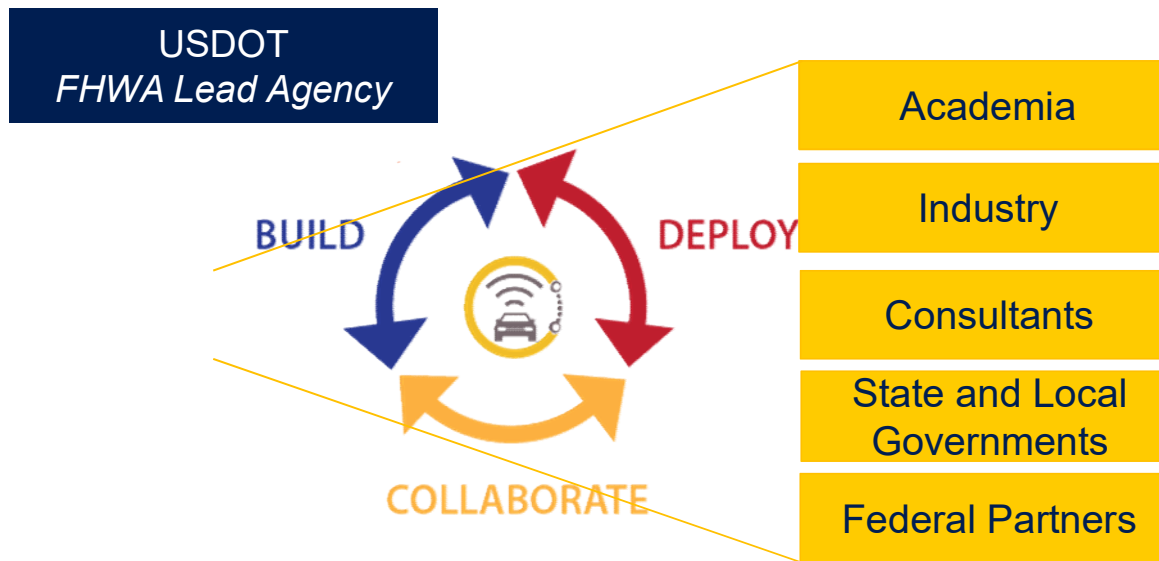 USDOT
FHWA Lead Agency
BUILD
DEPLOY
COLLABORATE
Academia
Industry
Consultants
State and Local
Governments
Federal Partners